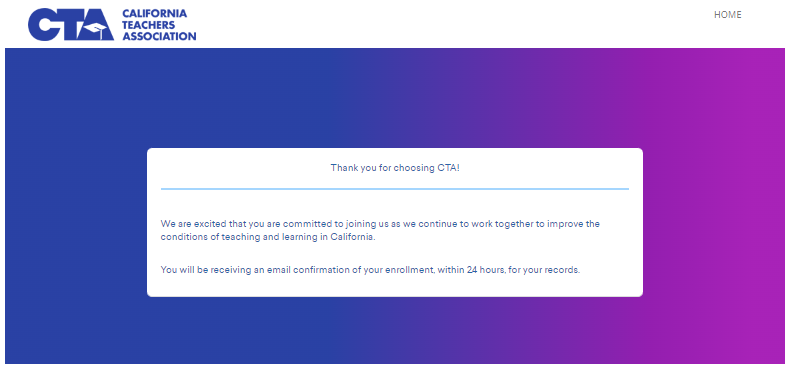 CTA
CALIFORNIA
TEACHERS
ASSOCIATION
HOME
Thank you for choosing CTA!
We are excited that you are committed to joining us as we continue to work together to improve the
conditions of teaching and learning in California.
You will be receiving an email confirmation of your enrollment, within 24 hours, for your records.